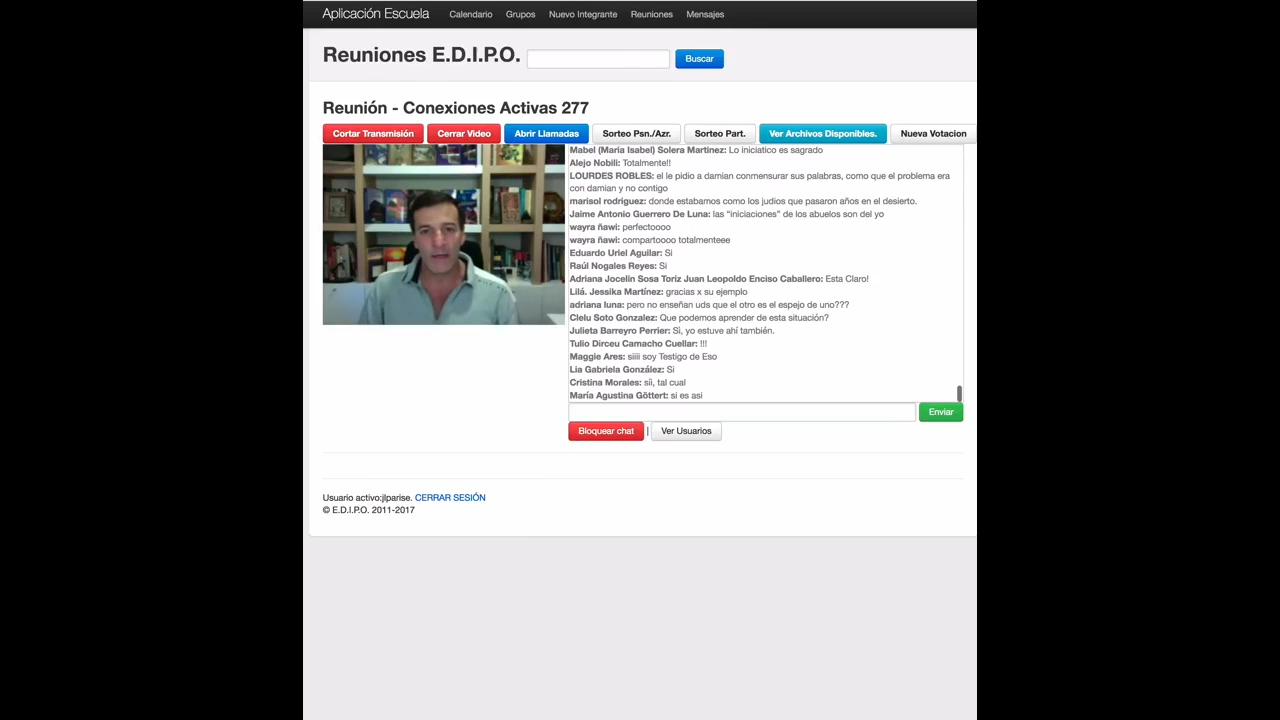 Aplicación Escuela Calendario Grupos Nuevo Integrante Reuniones Mensajes
Reuniones E.D.I.P.O. Buscar
Reunión - Conexiones Activas 277
Cortar Transmisión Cerrar Video Abrir Llamadas Sorteo Psn./Azr. Sorteo Part. Ver Archivos Disponibles. Nueva Votacion
Mabel (María Isabel) Solera Martinez: Lo iniciatico es sagrado
Alejo Nobili: Totalmente!!
LOURDES ROBLES: el le pidio a damian conmensurar sus palabras, como que el problema era
con damian y no contigo
marisol rodriguez: donde estabamos como los judios que pasaron años en el desierto.
Jaime Antonio Guerrero De Luna: las “iniciaciones” de los abuelos son del yo
wayra ñawi: perfectoooo
wayra ñawi: compartoooo totalmenteee
Eduardo Uriel Aguilar: Si
Raúl Nogales Reyes: Si
Adriana Jocelin Sosa Toriz Juan Leopoldo Enciso Caballero: Esta Claro!
Lilá. Jessika Martínez: gracias x su ejemplo
adriana luna: pero no enseñan uds que el otro es el espejo de uno???
Clelu Soto Gonzalez: Que podemos aprender de esta situación?
Julieta Barreyro Perrier: Sì, yo estuve ahí también.
Tulio Dirceu Camacho Cuellar: !!!
Maggie Ares: siiii soy Testigo de Eso
Lia Gabriela González: Si
Cristina Morales: síi, tal cual
María Agustina Göttert: si es asi
Enviar
Bloquear chat | Ver Usuarios
Usuario activo:jlparise. CERRAR SESIÓN
© E.D.I.P.O. 2011-2017